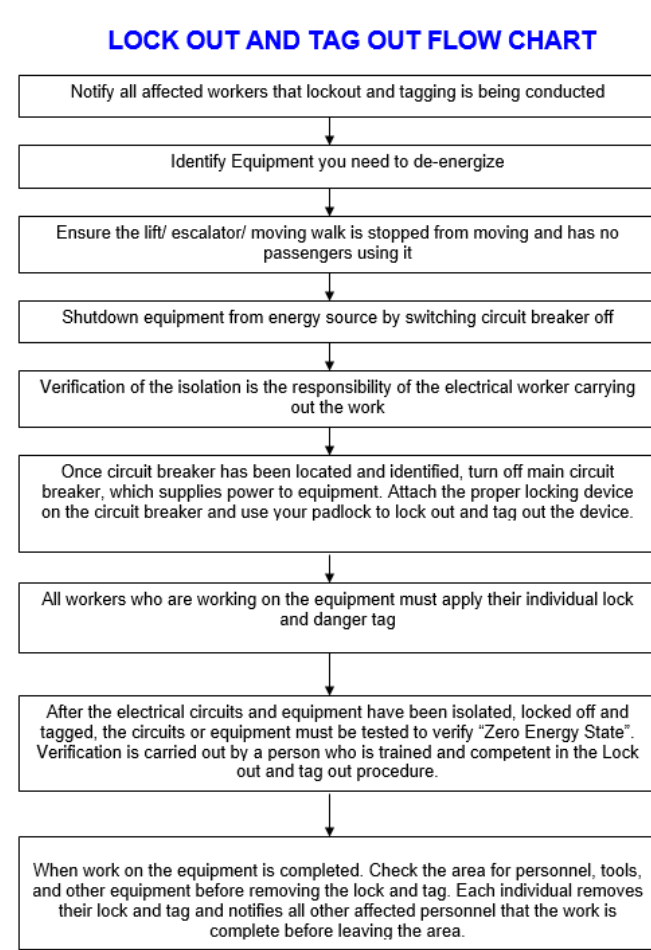 LOCK OUT AND TAG OUT FLOW CHART
Notify all affected workers that lockout and tagging is being conducted
Identify Equipment you need to de-energize
Ensure the lift/ escalator/ moving walk is stopped from moving and has no
passengers using it
Shutdown equipment from energy source by switching circuit breaker off
Verification of the isolation is the responsibility of the electrical worker carrying
out the work
Once circuit breaker has been located and identified, turn off main circuit
breaker, which supplies power to equipment. Attach the proper locking device
on the circuit breaker and use your padlock to lock out and tag out the device.
All workers who are working on the equipment must apply their individual lock
and danger tag
After the electrical circuits and equipment have been isolated, locked off and
tagged, the circuits or equipment must be tested to verify “Zero Energy State”.
Verification is carried out by a person who is trained and competent in the Lock
out and tag out procedure.
When work on the equipment is completed. Check the area for personnel, tools,
and other equipment before removing the lock and tag. Each individual removes
their lock and tag and notifies all other affected personnel that the work is
complete before leaving the area.